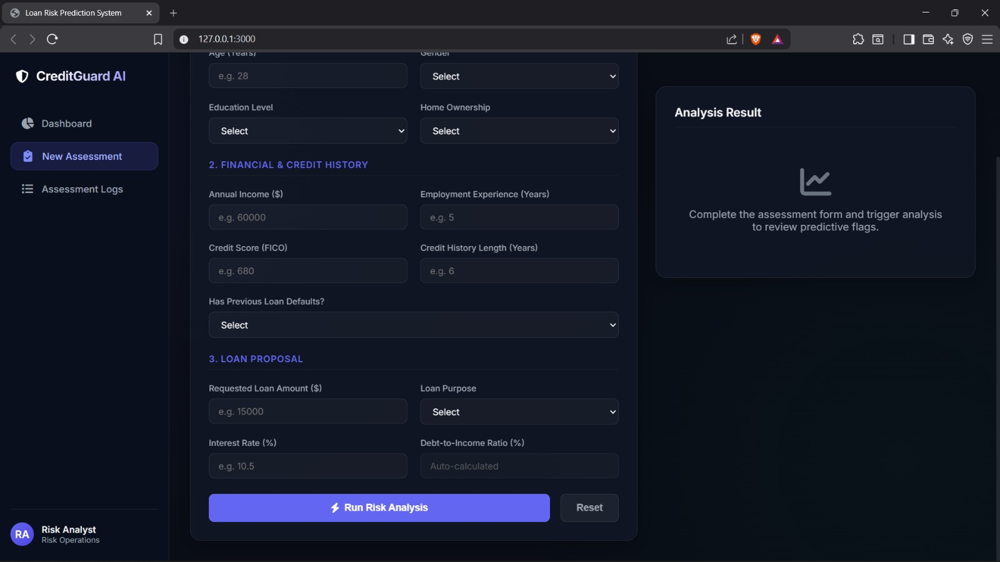 Loan Risk Prediction System
127.0.0.1:3000
CreditGuard AI
Dashboard
New Assessment
Assessment Logs
Risk Analyst
Risk Operations
RA
Age (Years)
Gender
e.g. 28
Select
Education Level
Home Ownership
Select
Select
2. FINANCIAL & CREDIT HISTORY
Annual Income ($)
Employment Experience (Years)
e.g. 60000
e.g. 5
Credit Score (FICO)
Credit History Length (Years)
e.g. 680
e.g. 6
Has Previous Loan Defaults?
Select
3. LOAN PROPOSAL
Requested Loan Amount ($)
Loan Purpose
e.g. 15000
Select
Interest Rate (%)
Debt-to-Income Ratio (%)
e.g. 10.5
Auto-calculated
Run Risk Analysis
Reset
Analysis Result
Complete the assessment form and trigger analysis
to review predictive flags.